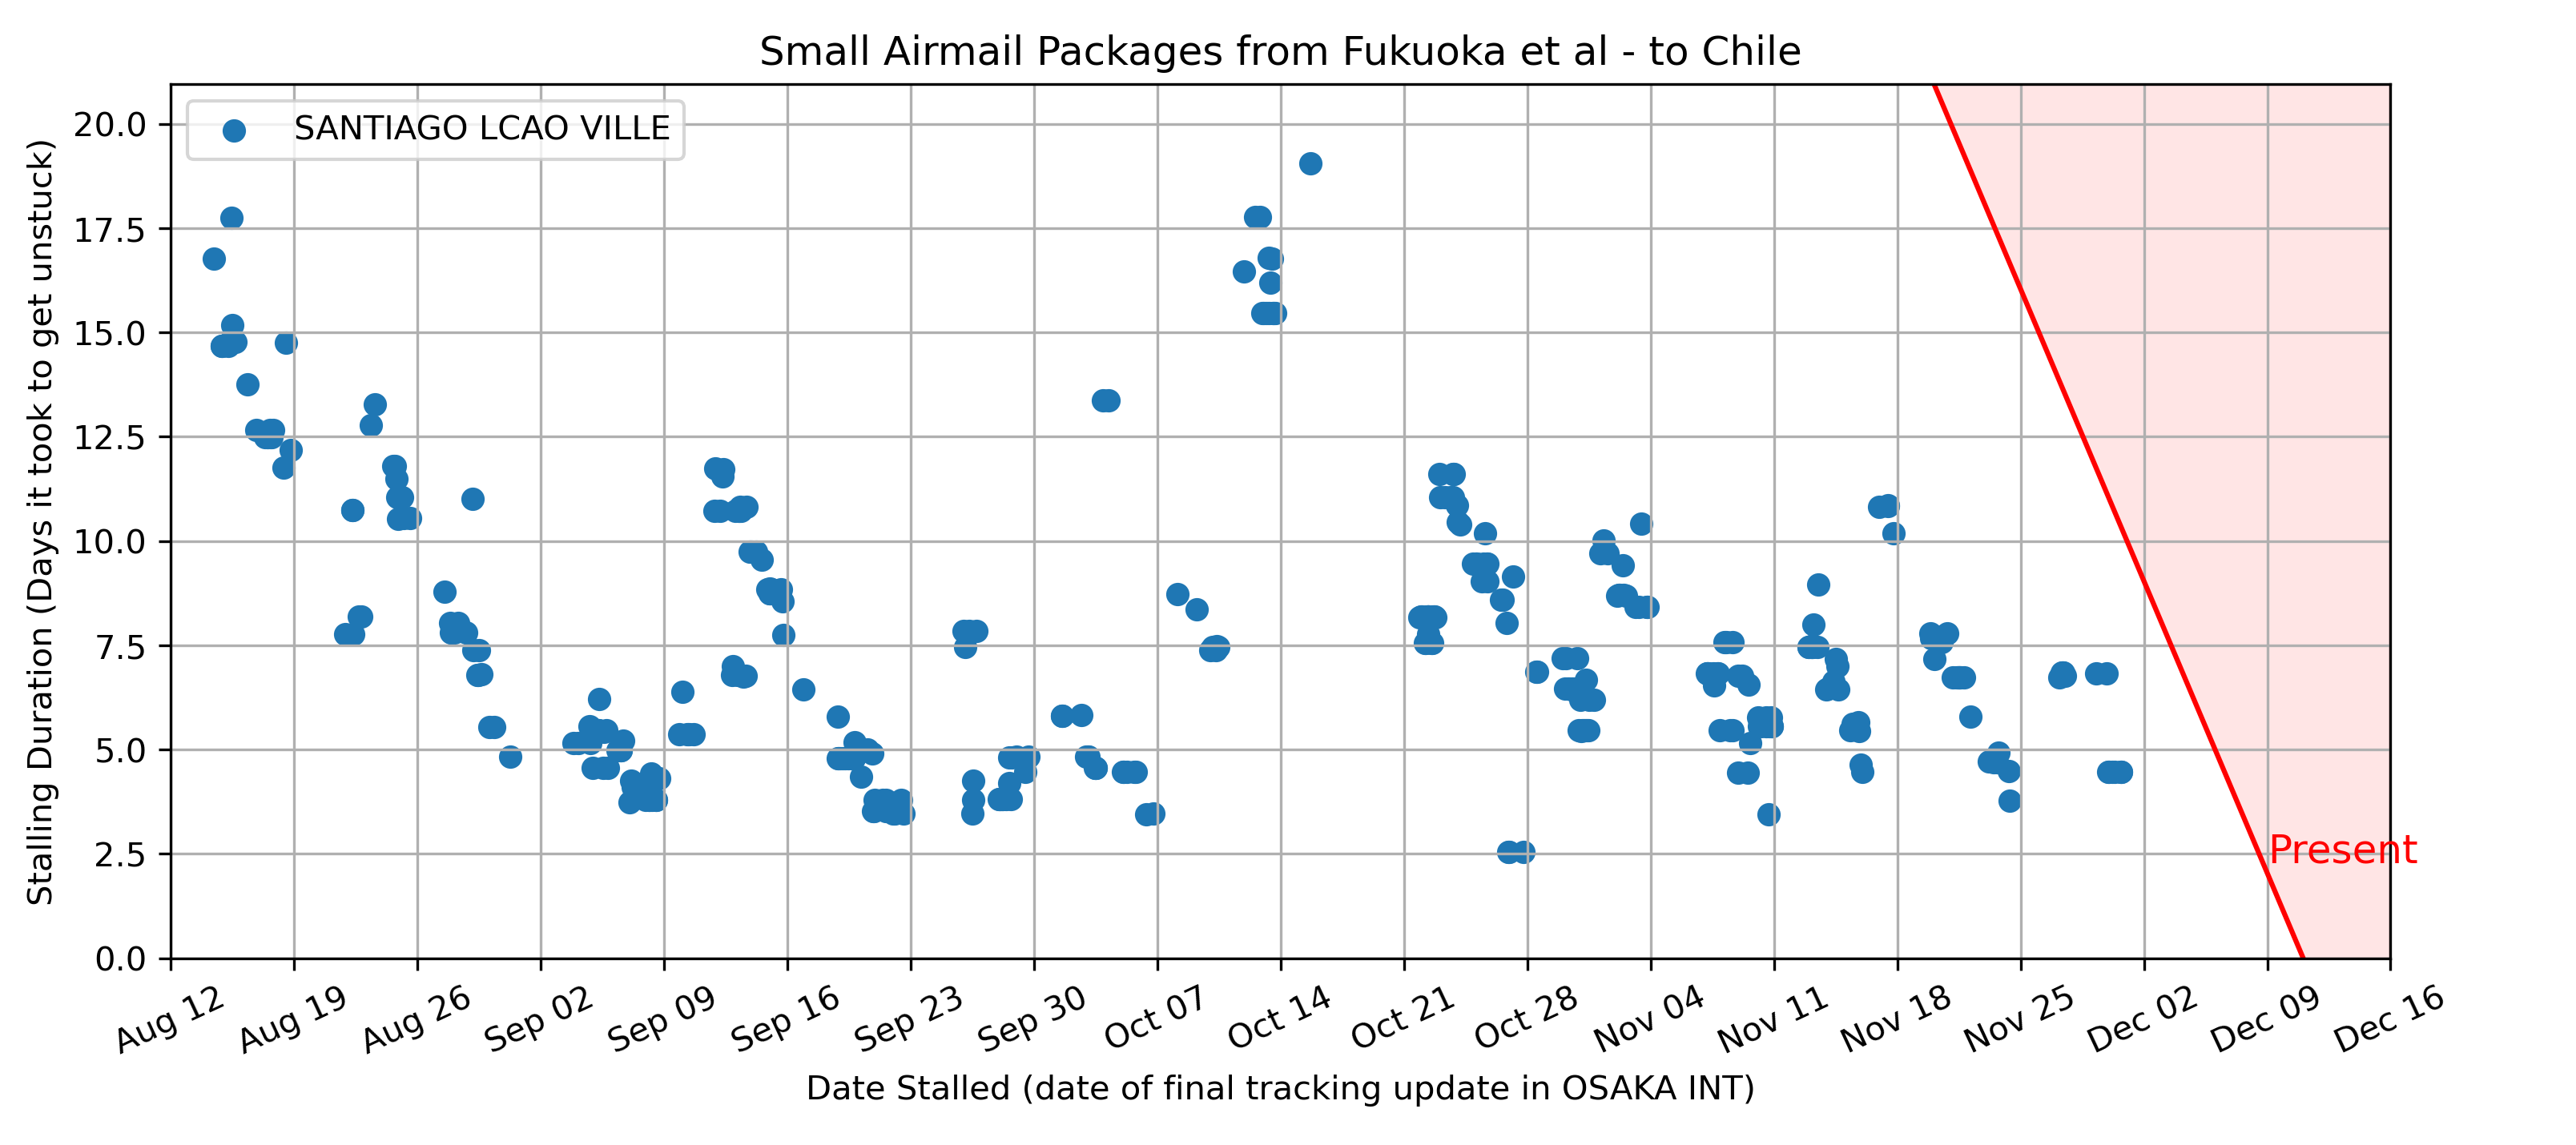 Small Airmail Packages from Fukuoka et al - to Chile
SANTIAGO LCAO VILLE
Stalling Duration (Days it took to get unstuck)
20.0
17.5
15.0
12.5
10.0
7.5
5.0
2.5
0.0
Present
Aug 12
Aug 19
Aug 26
Sep 02
Sep 09
Sep 16
Sep 23
Sep 30
Oct 07
Oct 14
Oct 21
Oct 28
Nov 04
Nov 11
Nov 18
Nov 25
Dec 02
Dec 09
Dec 16
Date Stalled (date of final tracking update in OSAKA INT)